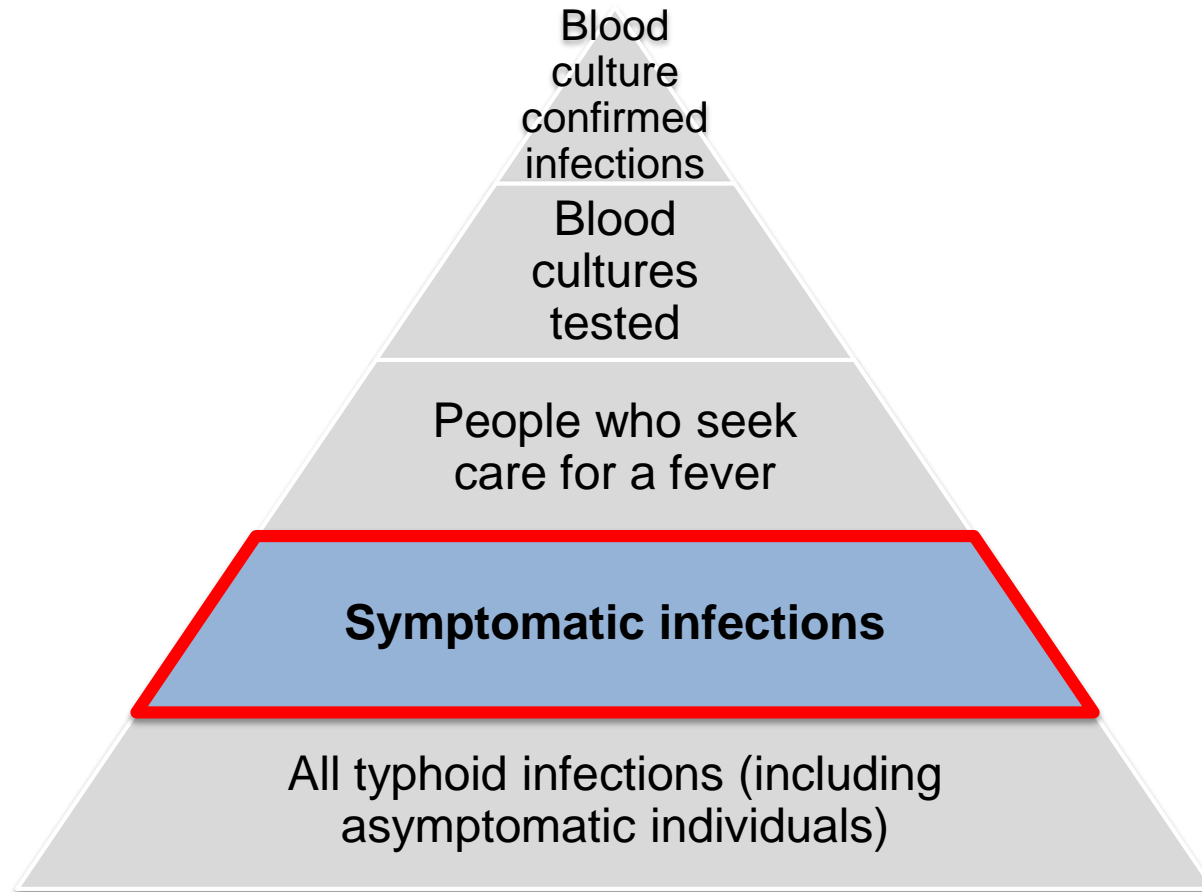 Blood
culture
confirmed
infections
Blood
cultures
tested
People who seek
care for a fever
Symptomatic infections
All typhoid infections (including
asymptomatic individuals)